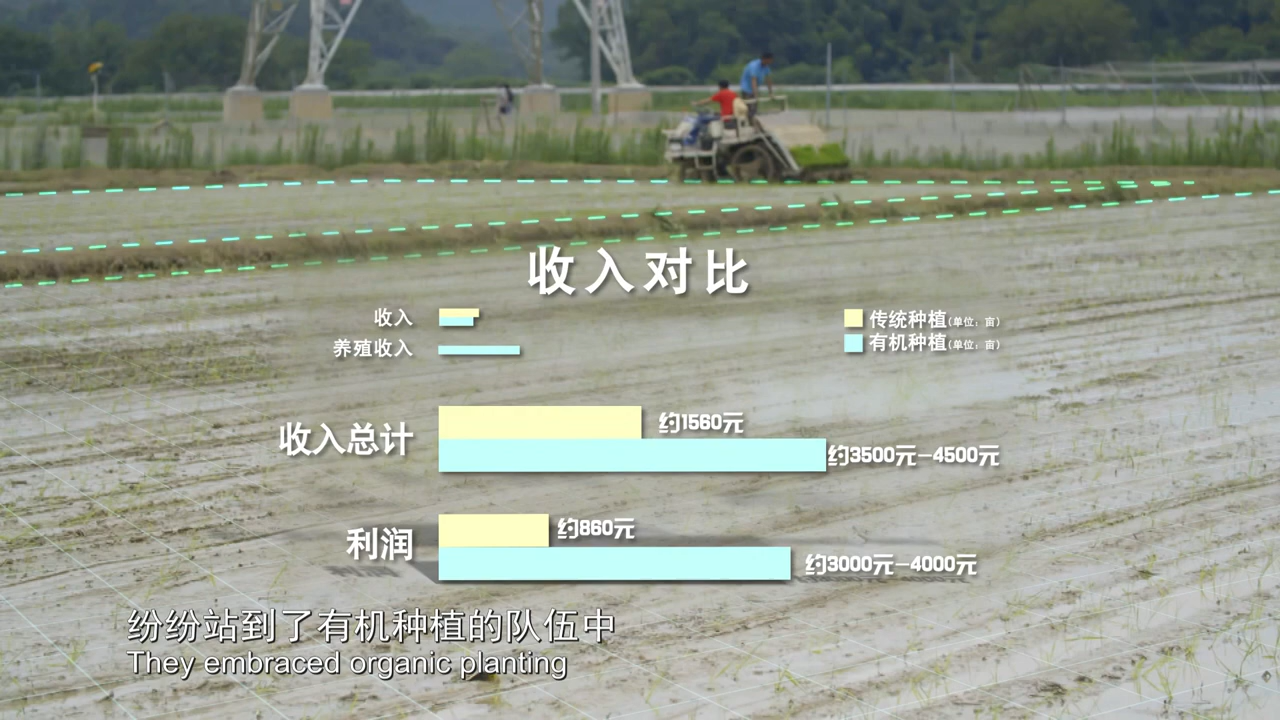 收入对比
收入
养殖收入
传统种植(单位：亩)
有机种植(单位：亩)
收入总计
约1560元
约3500元-4500元
利润
约860元
约3000元-4000元
纷纷站到了有机种植的队伍中
They embraced organic planting